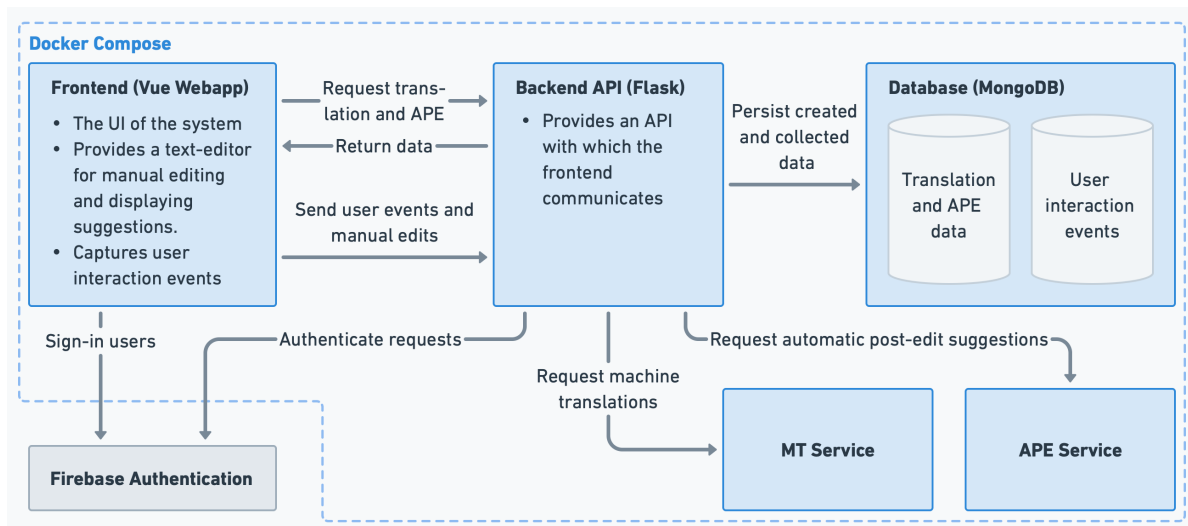 Docker Compose
Frontend (Vue Webapp)
• The UI of the system
• Provides a text-editor
for manual editing
and displaying
suggestions.
• Captures user
interaction events
Request trans-
lation and APE
Return data
Send user events and
manual edits
Backend API (Flask)
• Provides an API
with which the
frontend
communicates
Persist created
and collected
data
Database (MongoDB)
Translation
and APE
data
User
interaction
events
Sign-in users
Authenticate requests
Request machine
translations
Request automatic post-edit suggestions
Firebase Authentication
MT Service
APE Service